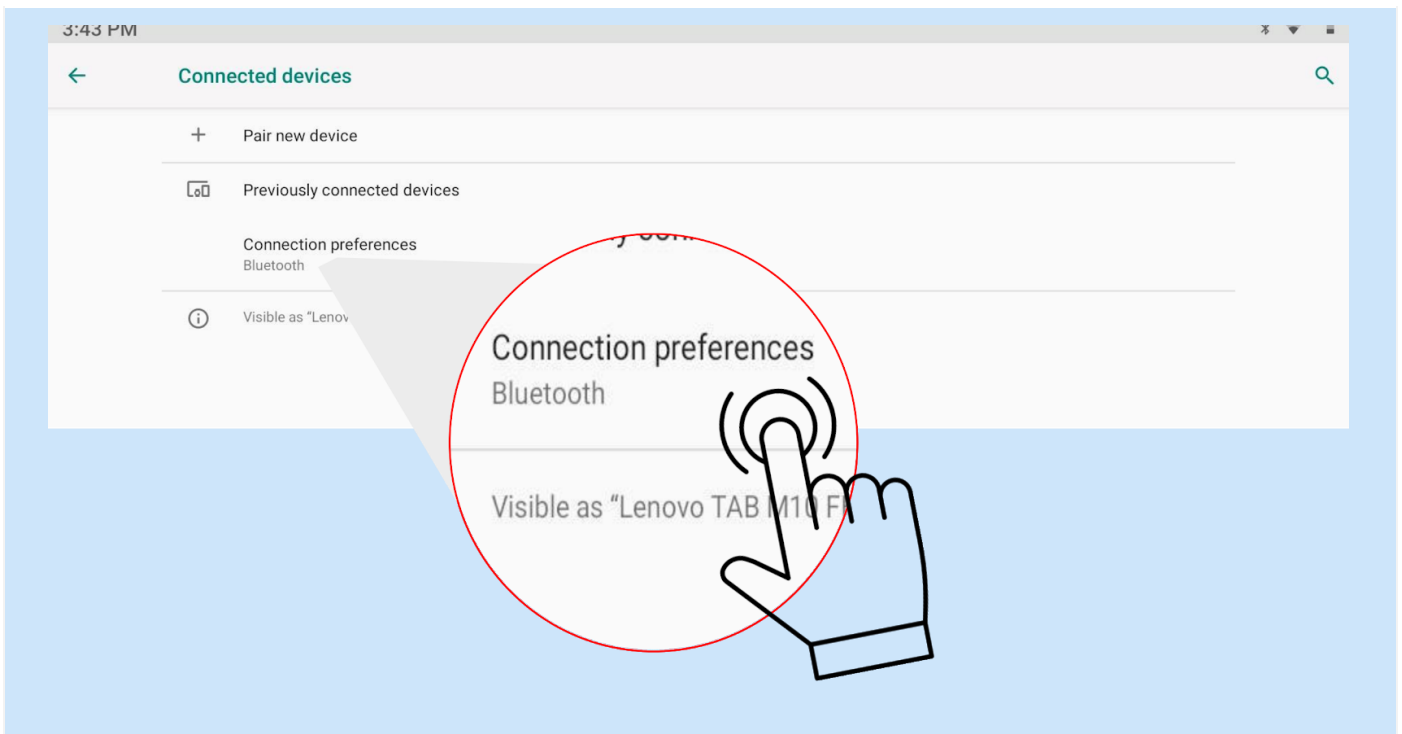 3:43 PM
Connected devices
Pair new device
Previously connected devices
Connection preferences
Bluetooth
Visible as “Lenov
Connection preferences
Bluetooth
Visible as “Lenovo TAB M10 F